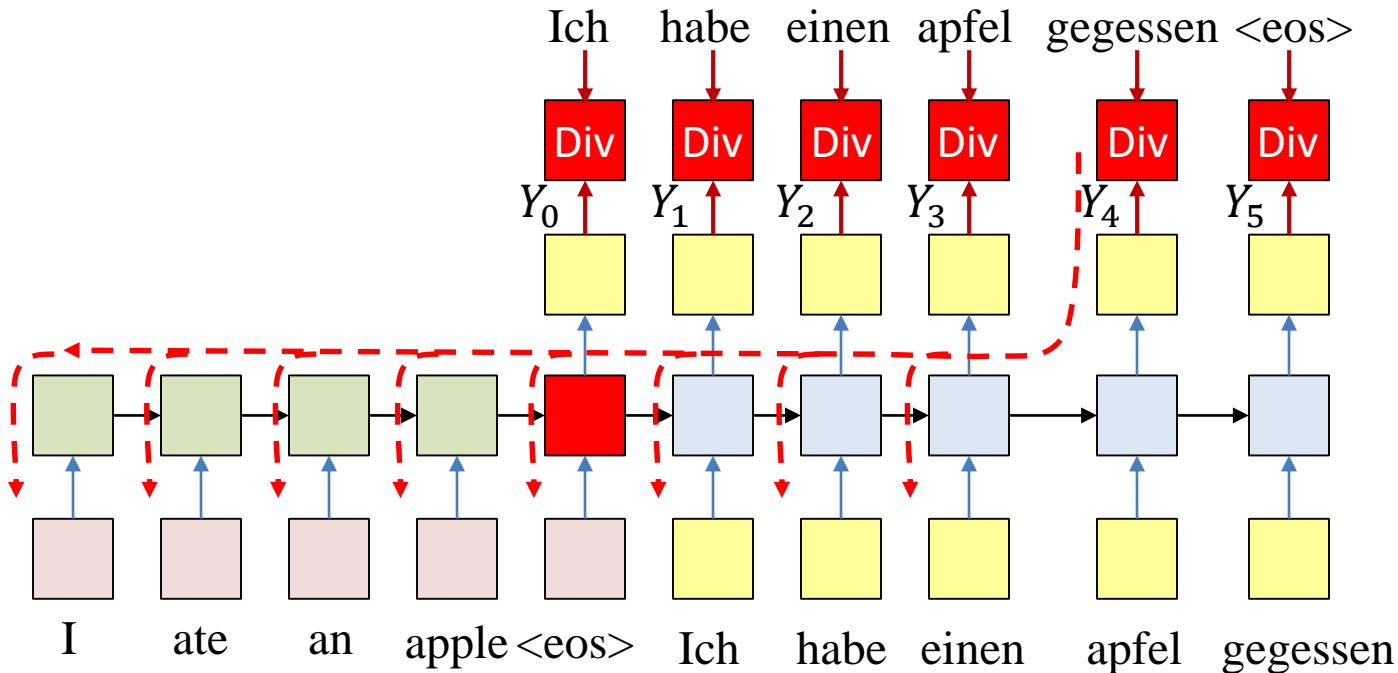 Ich habe einen apfel gegessen <eos>
Div Div Div Div Div Div
Y₀ Y₁ Y₂ Y₃ Y₄ Y₅
I ate an apple <eos> Ich habe einen apfel gegessen